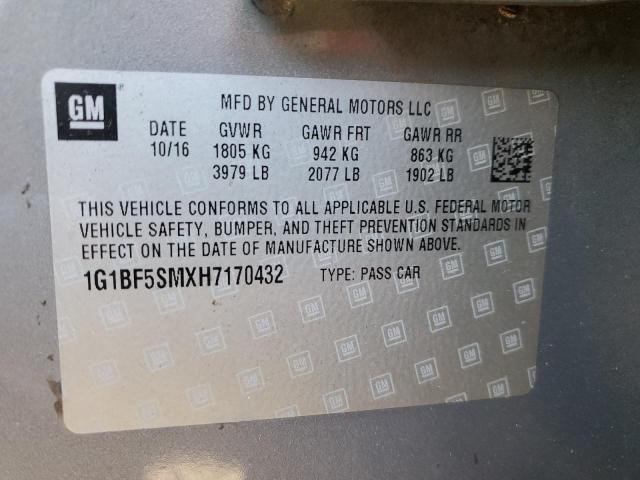 GM
MFD BY GENERAL MOTORS LLC
DATE GVWR GAWR FRT GAWR RR
10/16 1805 KG 942 KG 863 KG
3979 LB 2077 LB 1902 LB
THIS VEHICLE CONFORMS TO ALL APPLICABLE U.S. FEDERAL MOTOR
VEHICLE SAFETY, BUMPER, AND THEFT PREVENTION STANDARDS IN
EFFECT ON THE DATE OF MANUFACTURE SHOWN ABOVE.
1G1BF5SMXH7170432 TYPE: PASS CAR